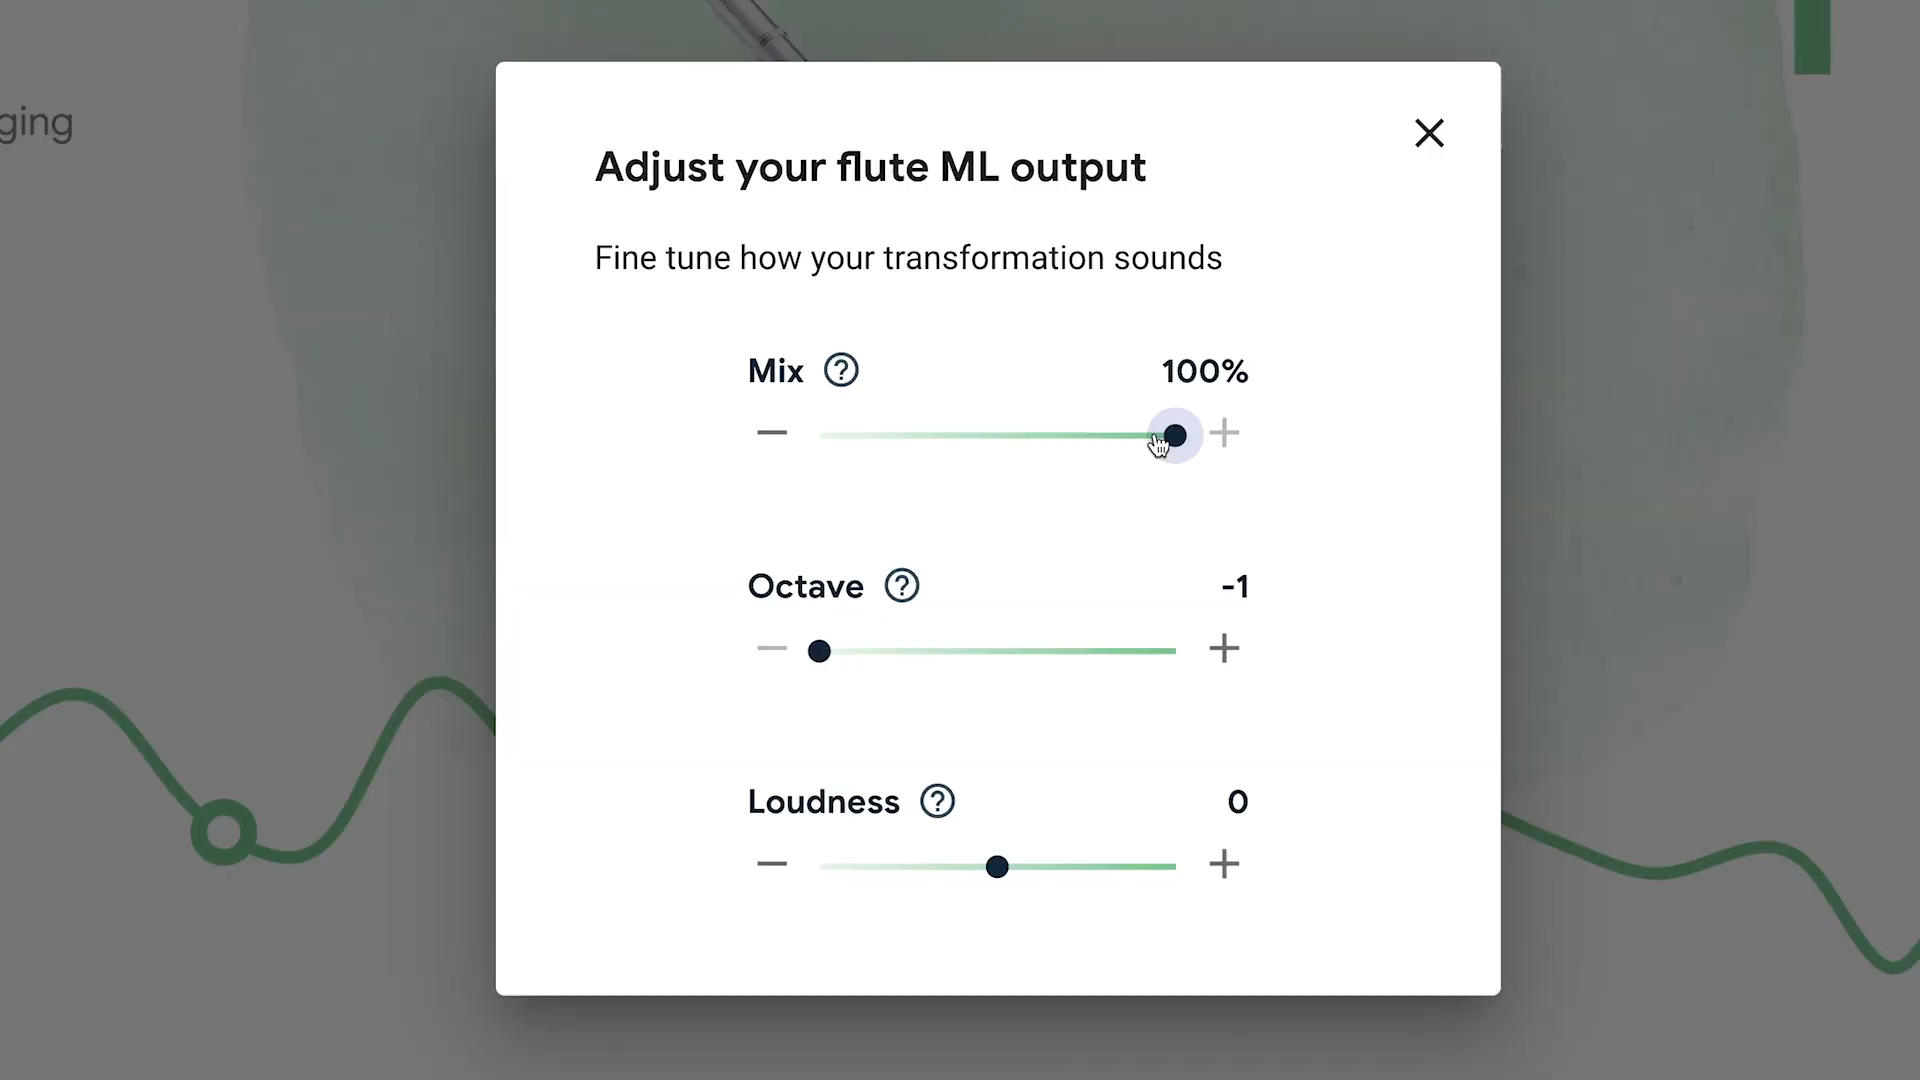 ging
Adjust your flute ML output
Fine tune how your transformation sounds
Mix ? 100%
Octave ? -1
Loudness ? 0